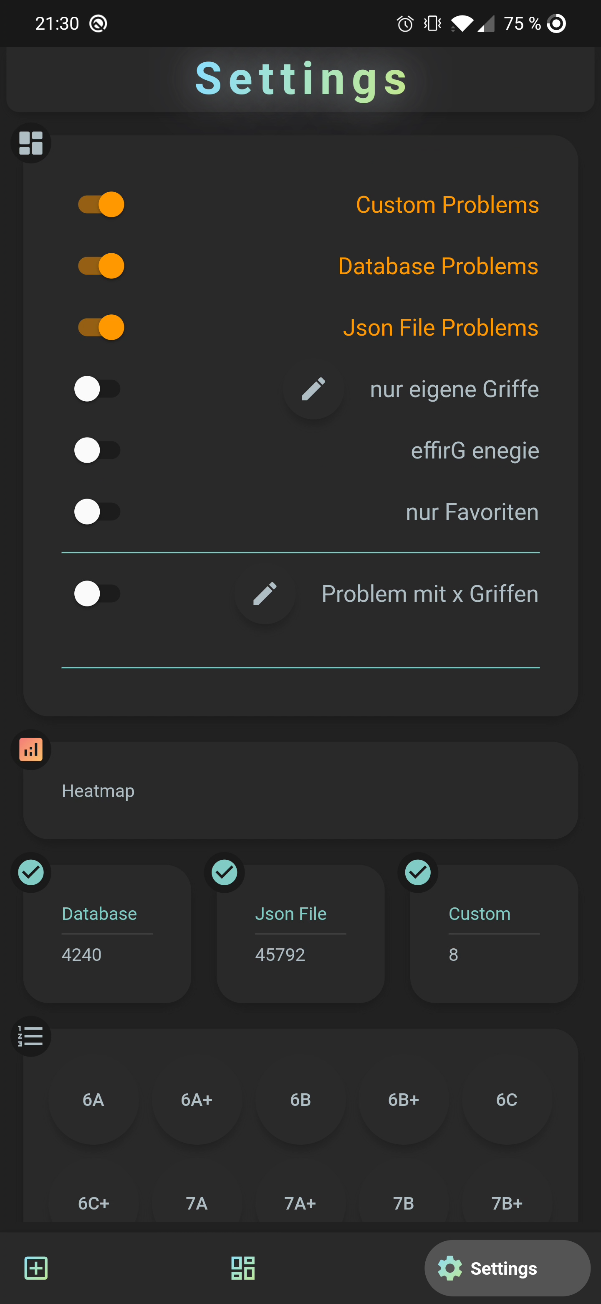 21:30
75 %
Settings
Custom Problems
Database Problems
Json File Problems
nur eigene Griffe
effirG enegie
nur Favoriten
Problem mit x Griffen
Heatmap
Database
4240
Json File
45792
Custom
8
6A 6A+ 6B 6B+ 6C
6C+ 7A 7A+ 7B 7B+
Settings